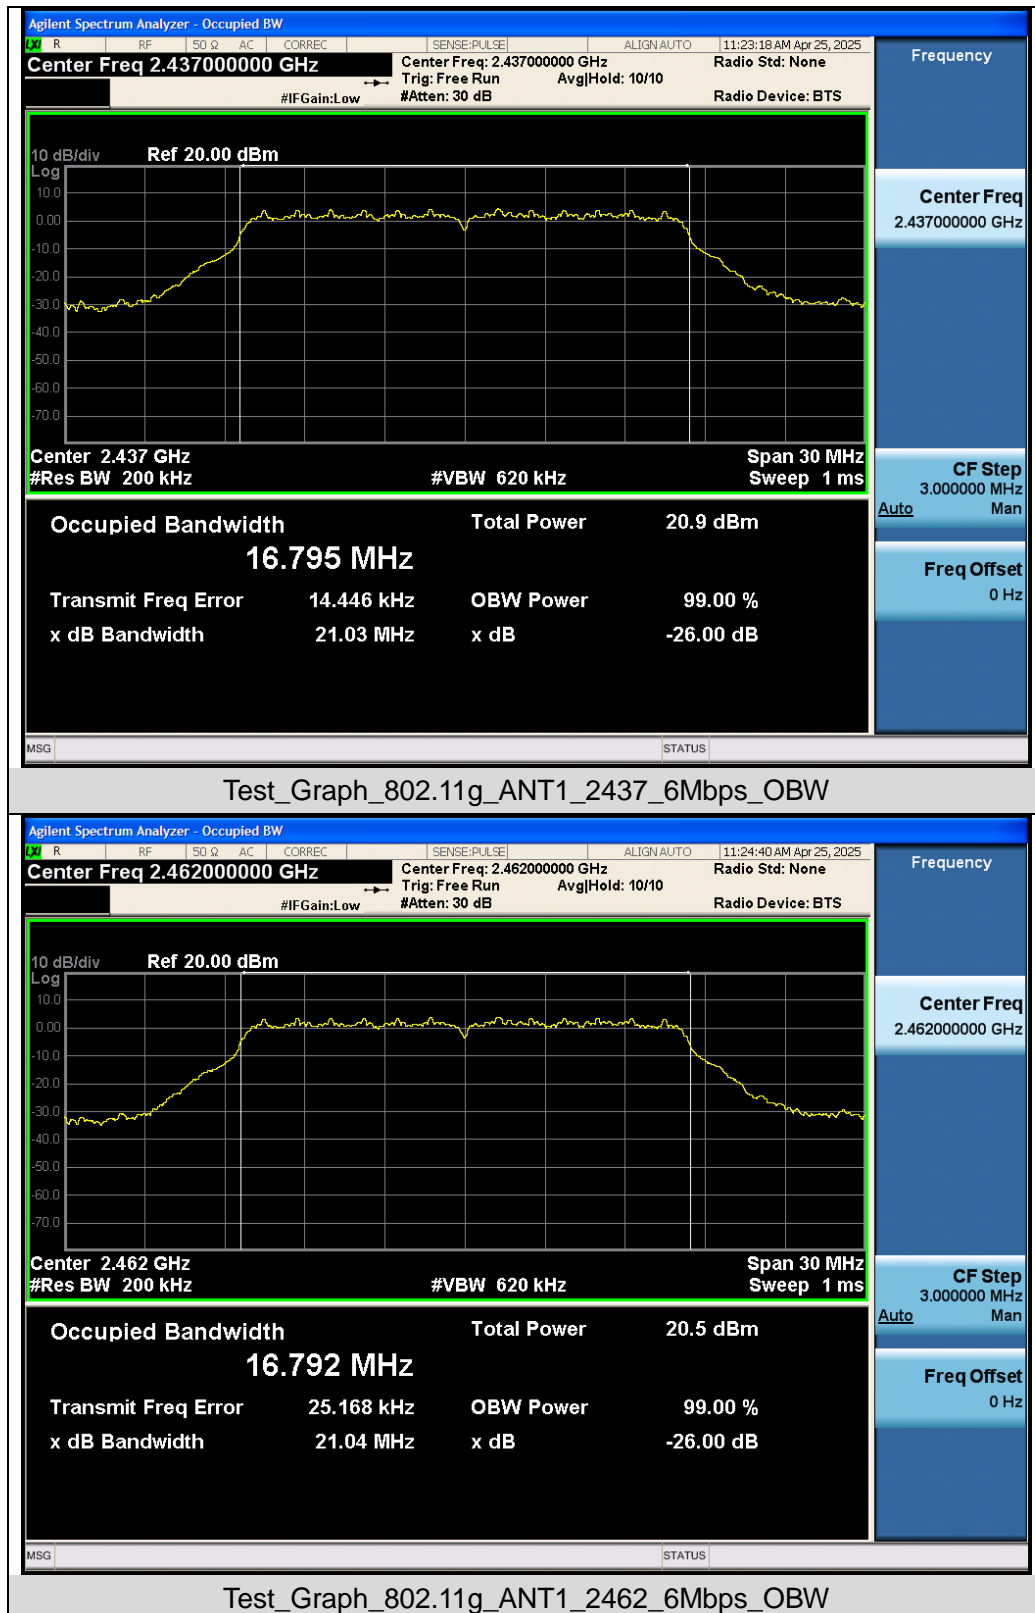 Agilent Spectrum Analyzer - Occupied BW
LXI R RF 50 Ω AC CORREC SENSE:PULSE ALIGN AUTO 11:23:18 AM Apr 25, 2025
Center Freq 2.437000000 GHz Center Freq: 2.437000000 GHz Radio Std: None
Trig: Free Run Avg|Hold: 10/10
#IFGain:Low #Atten: 30 dB Radio Device: BTS
Frequency
10 dB/div Ref 20.00 dBm
Log
10.0
0.00
-10.0
-20.0
-30.0
-40.0
-50.0
-60.0
-70.0
Center 2.437 GHz Span 30 MHz
#Res BW 200 kHz #VBW 620 kHz Sweep 1 ms
Center Freq
2.437000000 GHz
CF Step
3.000000 MHz
Auto Man
Freq Offset
0 Hz
Occupied Bandwidth Total Power 20.9 dBm
16.795 MHz
Transmit Freq Error 14.446 kHz OBW Power 99.00 %
x dB Bandwidth 21.03 MHz x dB -26.00 dB
MSG STATUS
Test_Graph_802.11g_ANT1_2437_6Mbps_OBW
Agilent Spectrum Analyzer - Occupied BW
LXI R RF 50 Ω AC CORREC SENSE:PULSE ALIGN AUTO 11:24:40 AM Apr 25, 2025
Center Freq 2.462000000 GHz Center Freq: 2.462000000 GHz Radio Std: None
Trig: Free Run Avg|Hold: 10/10
#IFGain:Low #Atten: 30 dB Radio Device: BTS
Frequency
10 dB/div Ref 20.00 dBm
Log
10.0
0.00
-10.0
-20.0
-30.0
-40.0
-50.0
-60.0
-70.0
Center 2.462 GHz Span 30 MHz
#Res BW 200 kHz #VBW 620 kHz Sweep 1 ms
Center Freq
2.462000000 GHz
CF Step
3.000000 MHz
Auto Man
Freq Offset
0 Hz
Occupied Bandwidth Total Power 20.5 dBm
16.792 MHz
Transmit Freq Error 25.168 kHz OBW Power 99.00 %
x dB Bandwidth 21.04 MHz x dB -26.00 dB
MSG STATUS
Test_Graph_802.11g_ANT1_2462_6Mbps_OBW